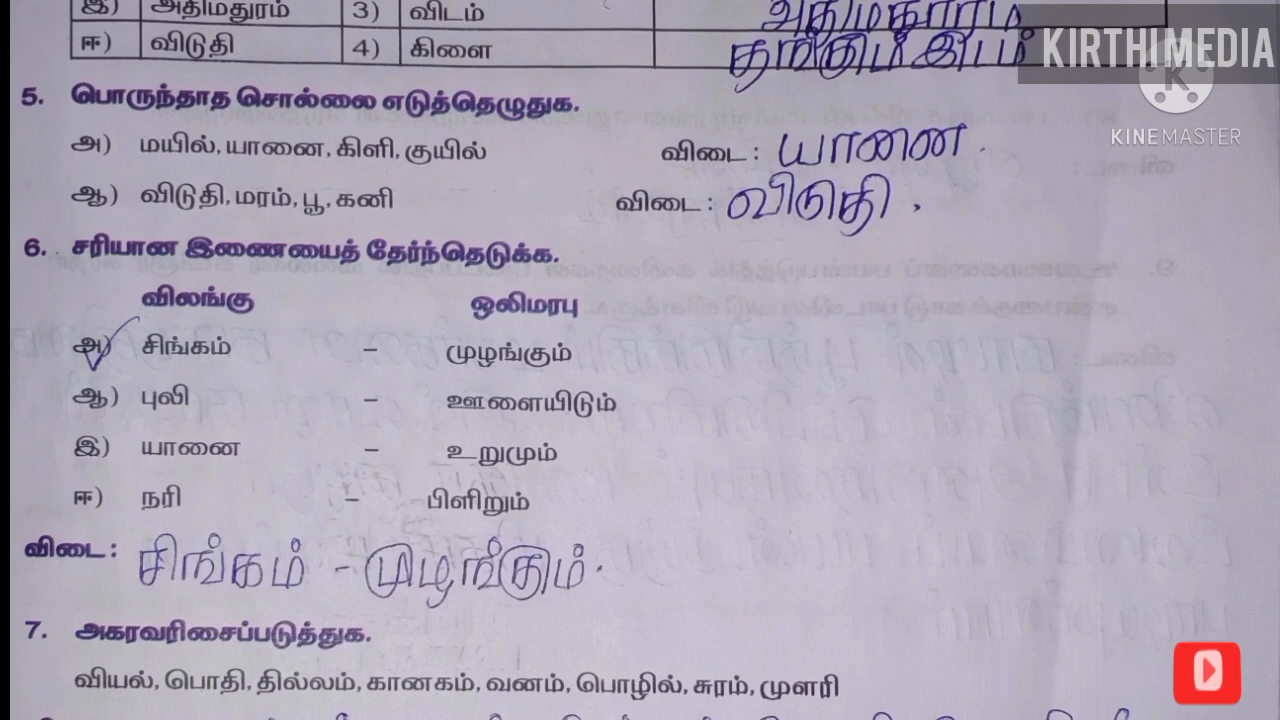 இ) அதிமதுரம் 3) விடம் அதிமதுரம்
ஈ) விடுதி 4) கிளை தங்கும் இடம்
KIRTHI MEDIA
K
KINEMASTER
5. பொருந்தாத சொல்லை எடுத்தெழுதுக.
அ) மயில், யானை, கிளி, குயில் விடை: யானை.
ஆ) விடுதி, மரம், பூ, கனி விடை: விடுதி.
6. சரியான இணையைத் தேர்ந்தெடுக்க.
விலங்கு ஒலிமரபு
அ) சிங்கம் – முழங்கும்
ஆ) புலி – ஊளையிடும்
இ) யானை – உறுமும்
ஈ) நரி – பிளிறும்
விடை: சிங்கம் - முழங்கும்.
7. அகரவரிசைப்படுத்துக.
வியல், பொதி, தில்லம், கானகம், வனம், பொழில், சுரம், முளரி